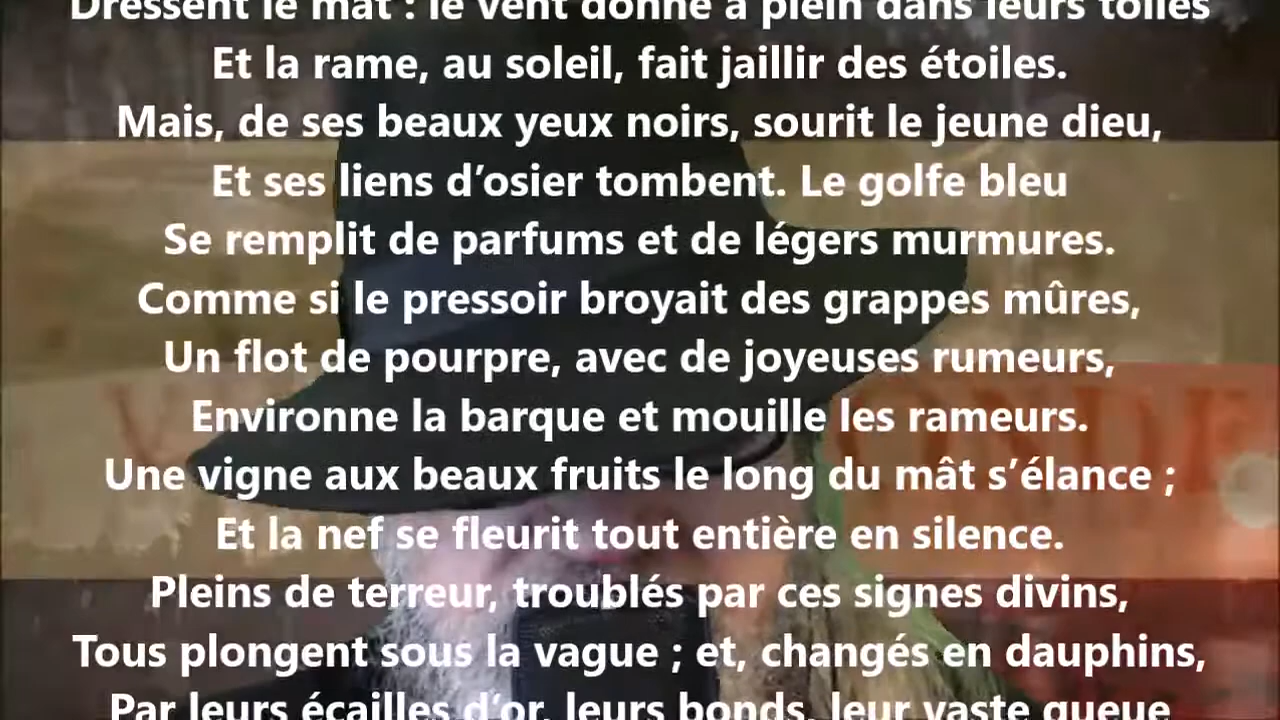 Dressent le mât : le vent donne à plein dans leurs toiles
Et la rame, au soleil, fait jaillir des étoiles.
Mais, de ses beaux yeux noirs, sourit le jeune dieu,
Et ses liens d’osier tombent. Le golfe bleu
Se remplit de parfums et de légers murmures.
Comme si le pressoir broyait des grappes mûres,
Un flot de pourpre, avec de joyeuses rumeurs,
Environne la barque et mouille les rameurs.
Une vigne aux beaux fruits le long du mât s’élance ;
Et la nef se fleurit tout entière en silence.
Pleins de terreur, troublés par ces signes divins,
Tous plongent sous la vague ; et, changés en dauphins,
Par leurs écailles d’or, leurs bonds, leur vaste queue